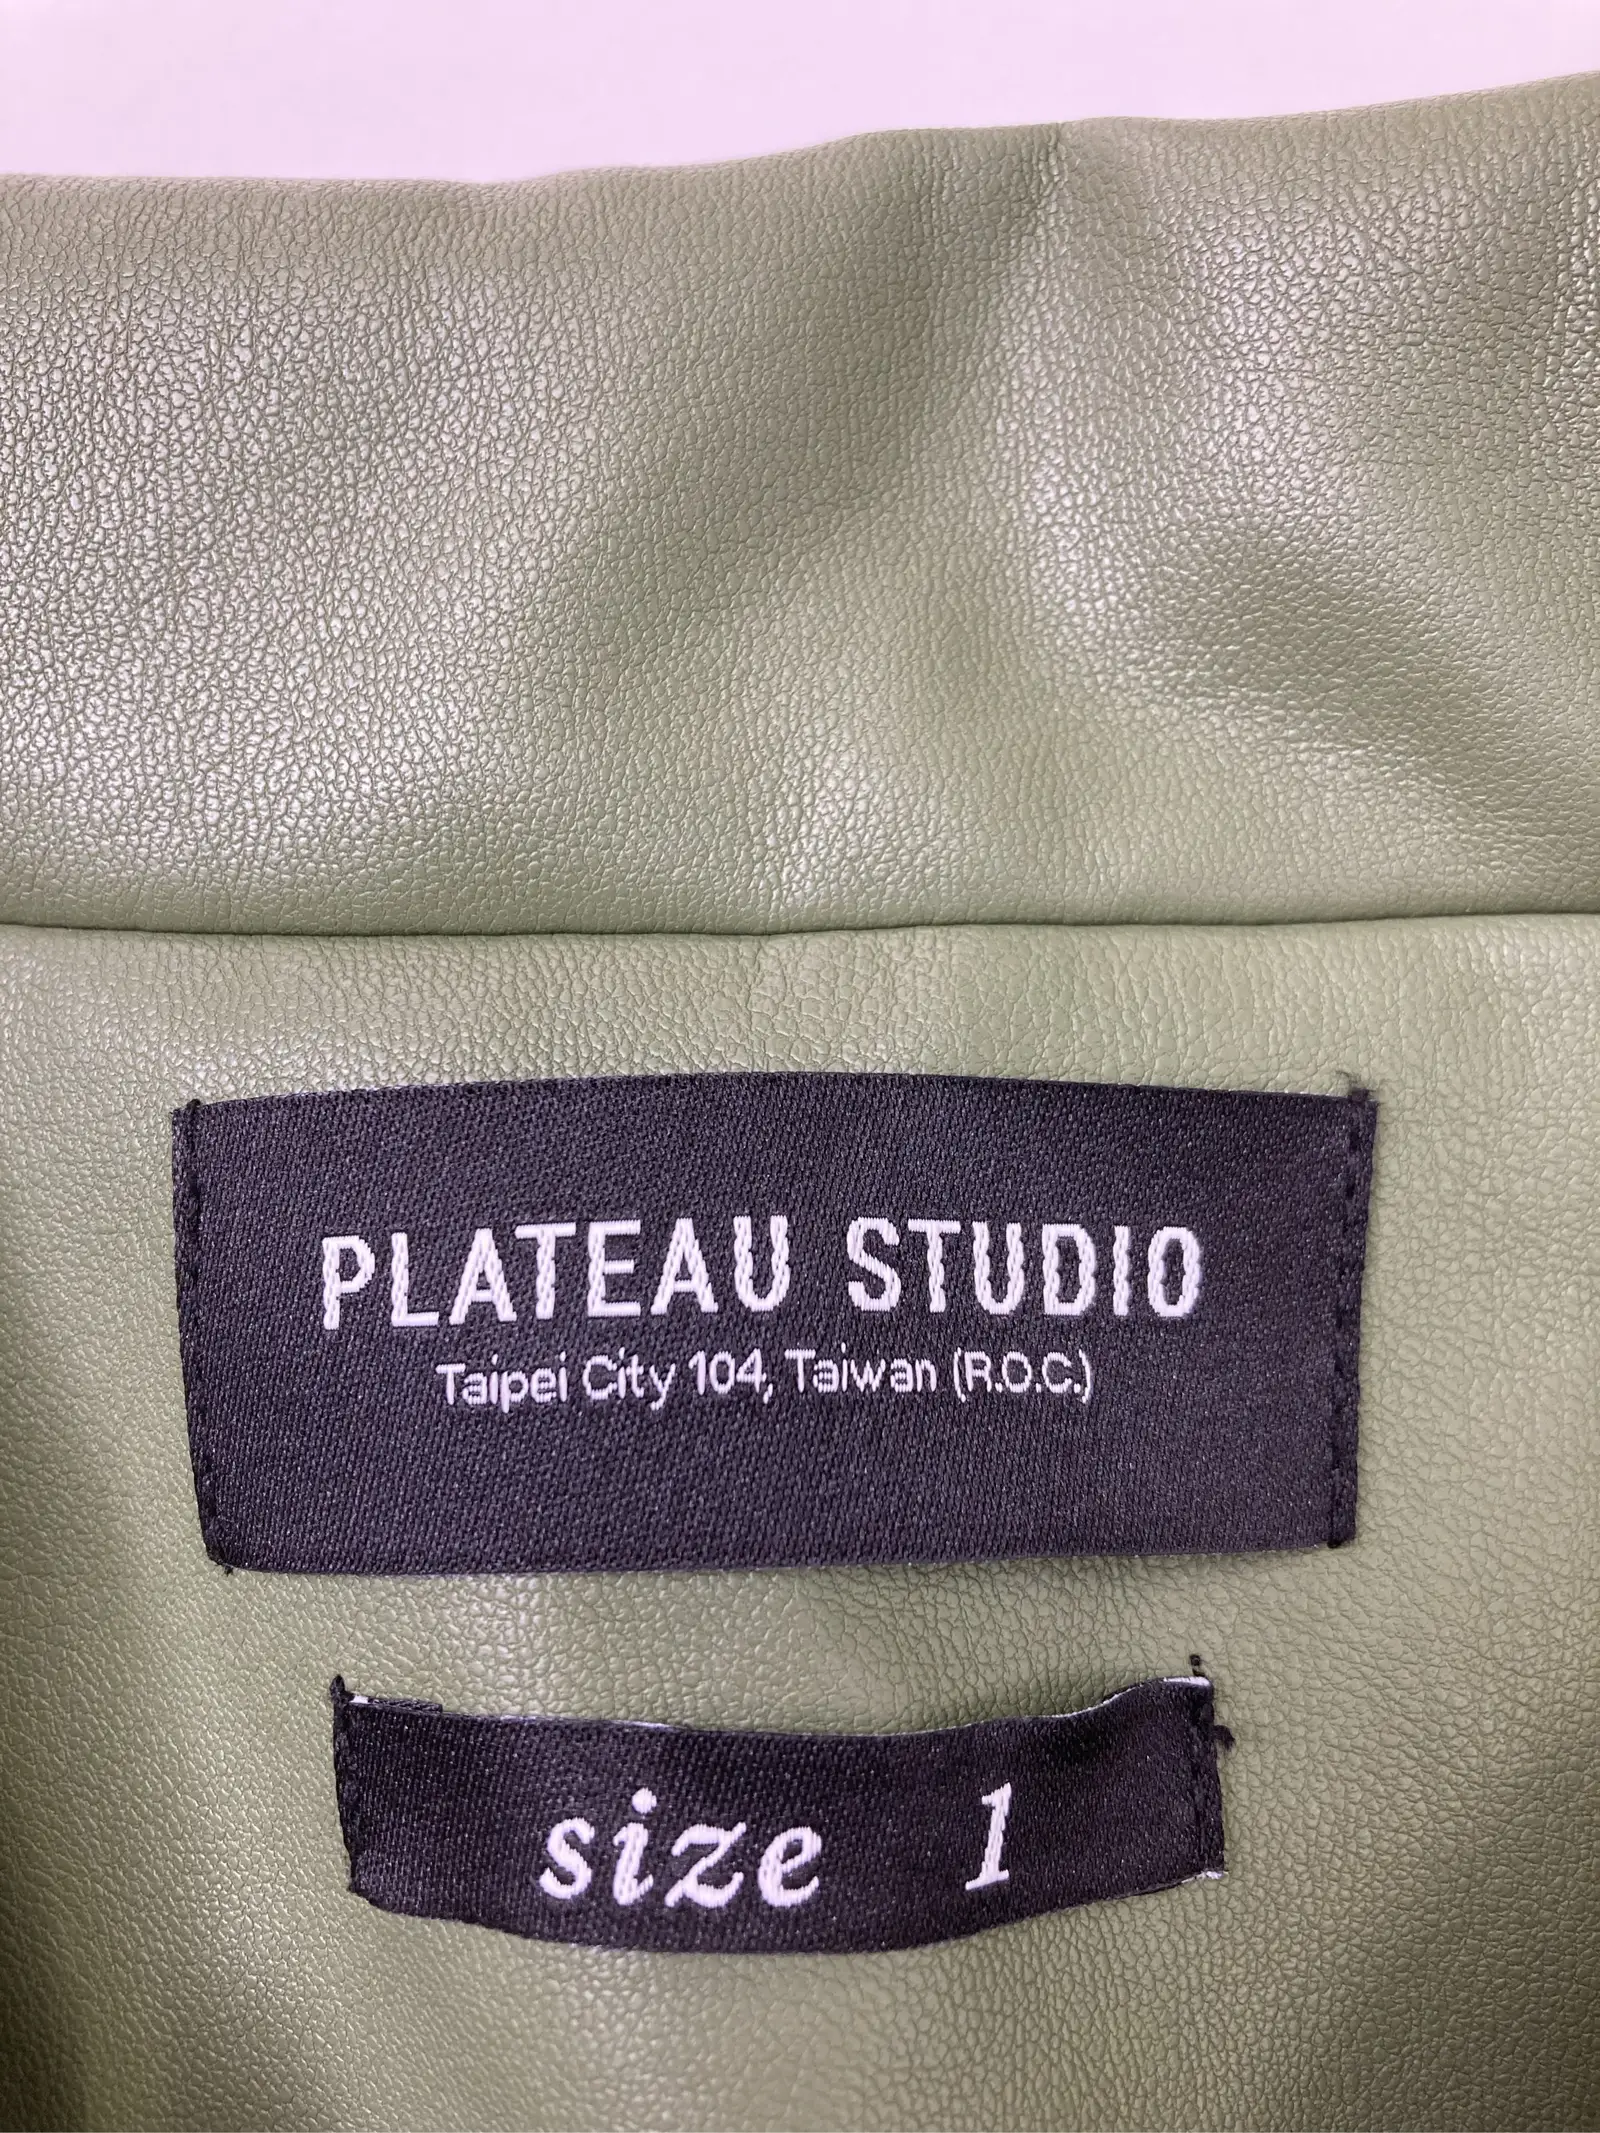 PLATEAU STUDIO
Taipei City 104, Taiwan (R.O.C.)
size 1